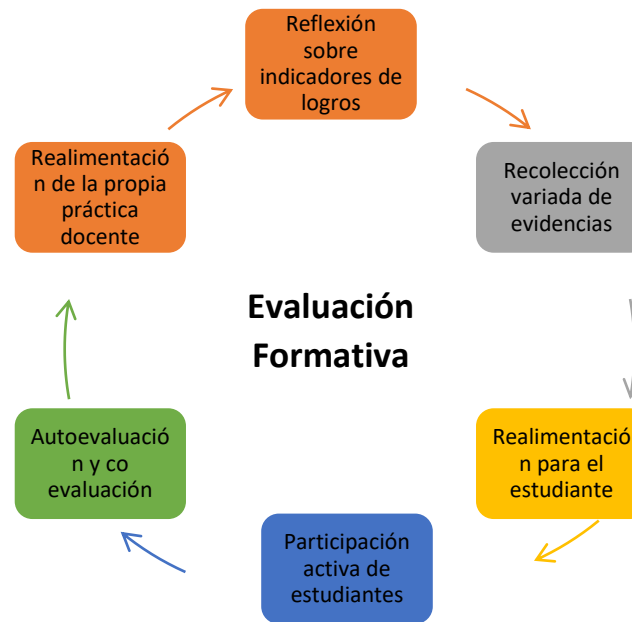 Reflexión
sobre
indicadores de
logros
Recolección
variada de
evidencias
Realimentació
n para el
estudiante
Participación
activa de
estudiantes
Autoevaluació
n y co
evaluación
Realimentació
n de la propia
práctica
docente
Evaluación
Formativa